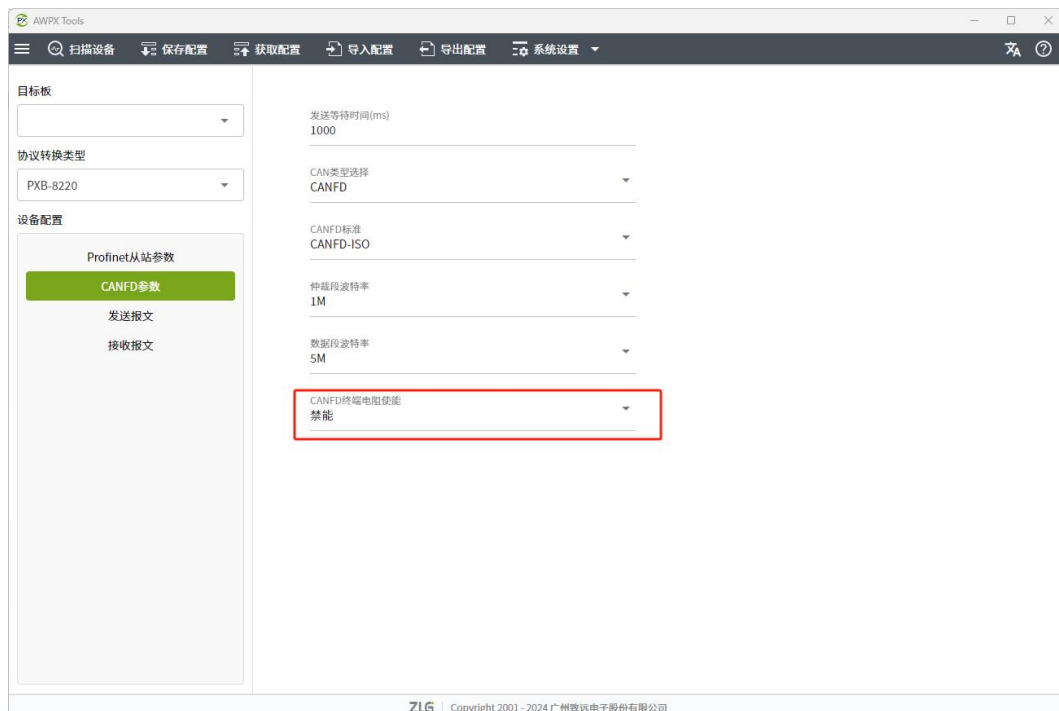 AWPX Tools
扫描设备 保存配置 获取配置 导入配置 导出配置 系统设置
目标板
协议转换类型
PXB-8220
设备配置
Profinet从站参数
CANFD参数
发送报文
接收报文
发送等待时间(ms)
1000
CAN类型选择
CANFD
CANFD标准
CANFD-ISO
仲裁段波特率
1M
数据段波特率
5M
CANFD终端电阻使能
禁能
ZLG Copyright 2001 - 2024 广州致远电子股份有限公司